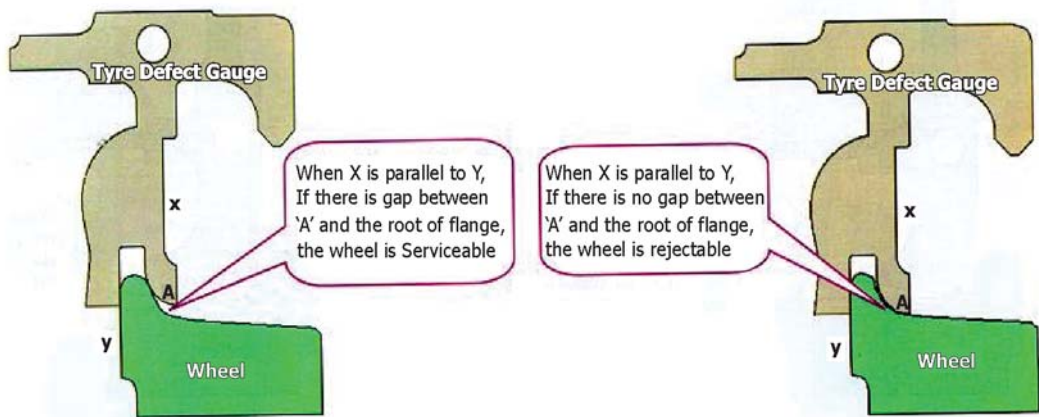 Tyre Defect Gauge
x
When X is parallel to Y,
If there is gap between
‘A’ and the root of flange,
the wheel is Serviceable
A
y
Wheel
Tyre Defect Gauge
When X is parallel to Y,
If there is no gap between
‘A’ and the root of flange,
the wheel is rejectable
x
A
y
Wheel